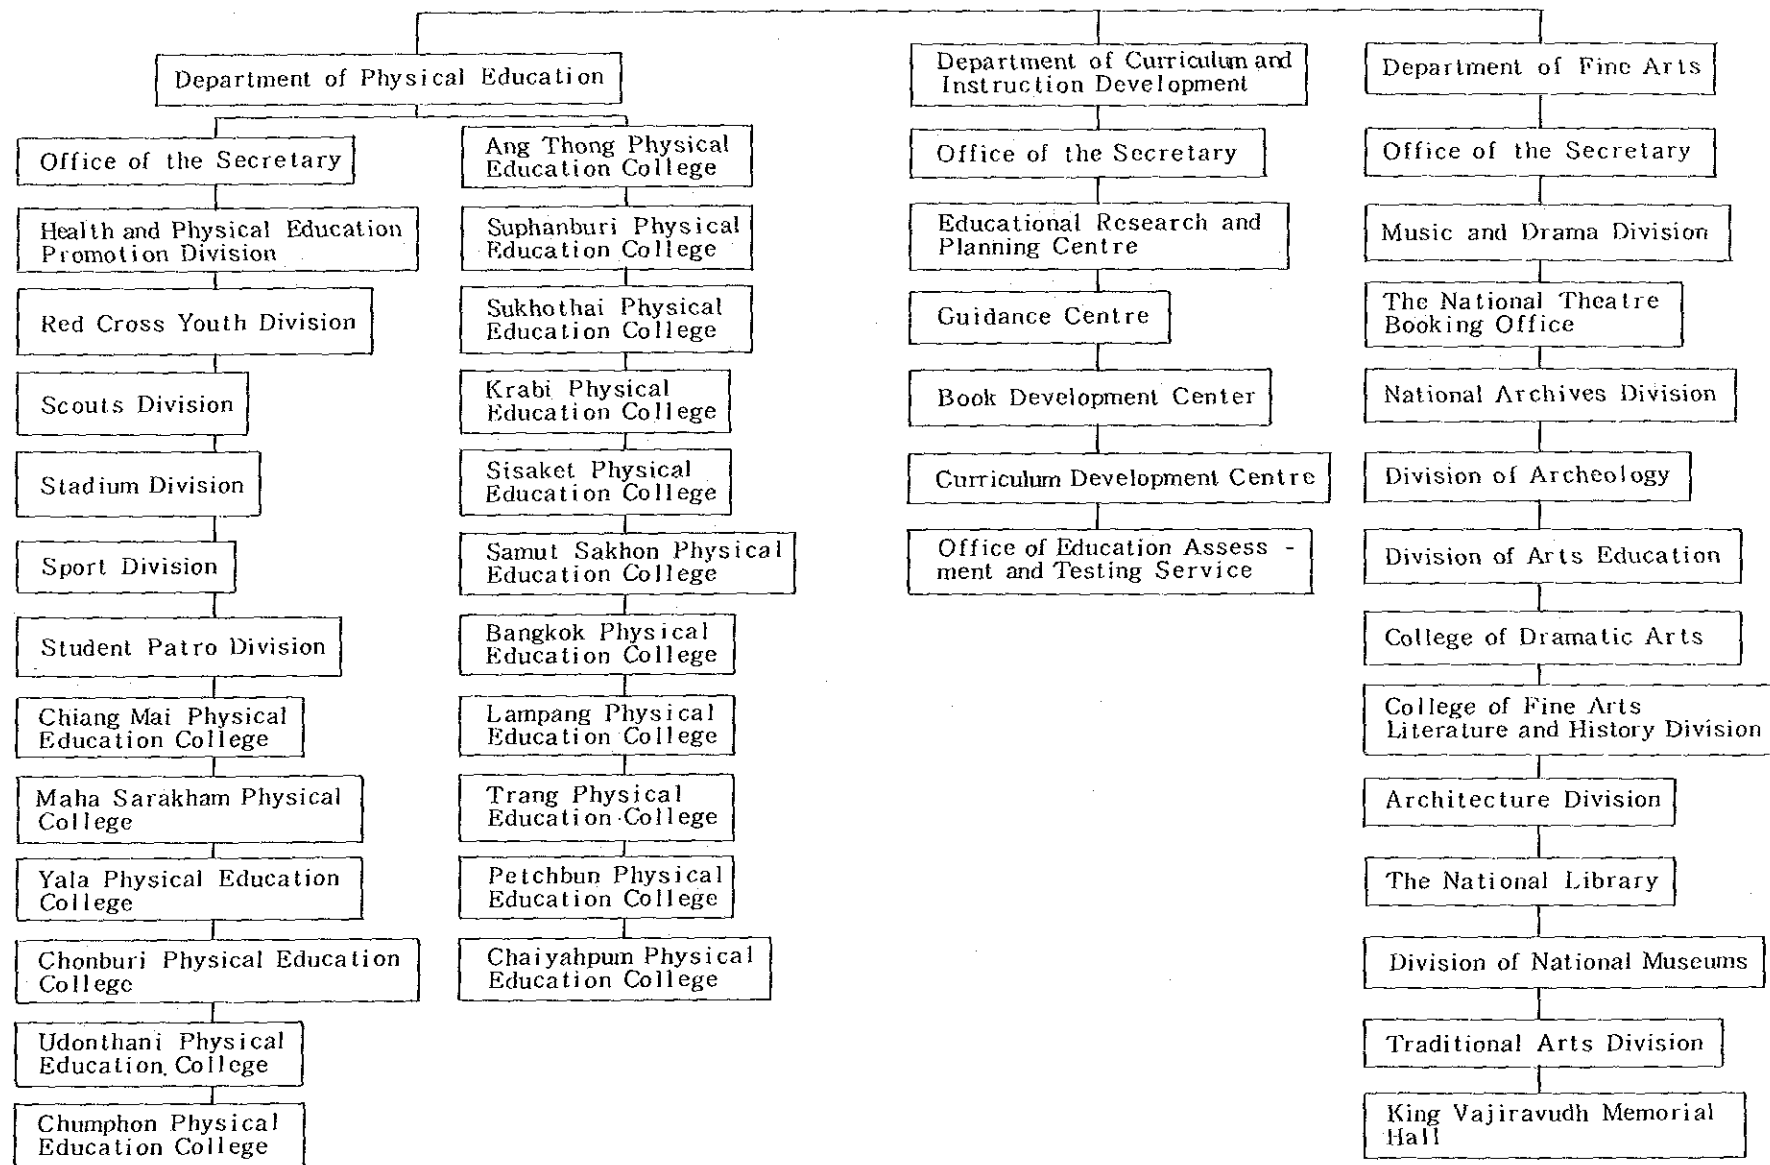 Department of Physical Education
Office of the Secretary
Health and Physical Education
Promotion Division
Red Cross Youth Division
Scouts Division
Stadium Division
Sport Division
Student Patro Division
Chiang Mai Physical
Education College
Maha Sarakham Physical
College
Yala Physical Education
College
Chonburi Physical Education
College
Udonthani Physical
Education College
Chumphon Physical
Education College
Ang Thong Physical
Education College
Suphanburi Physical
Education College
Sukhothai Physical
Education College
Krabi Physical
Education College
Sisaket Physical
Education College
Samut Sakhon Physical
Education College
Bangkok Physical
Education College
Lampang Physical
Education College
Trang Physical
Education College
Petchbun Physical
Education College
Chaiyahpum Physical
Education College
Department of Curriculum and
Instruction Development
Office of the Secretary
Educational Research and
Planning Centre
Guidance Centre
Book Development Center
Curriculum Development Centre
Office of Education Assess -
ment and Testing Service
Department of Fine Arts
Office of the Secretary
Music and Drama Division
The National Theatre
Booking Office
National Archives Division
Division of Archeology
Division of Arts Education
College of Dramatic Arts
College of Fine Arts
Literature and History Division
Architecture Division
The National Library
Division of National Museums
Traditional Arts Division
King Vajiravudh Memorial
Hall